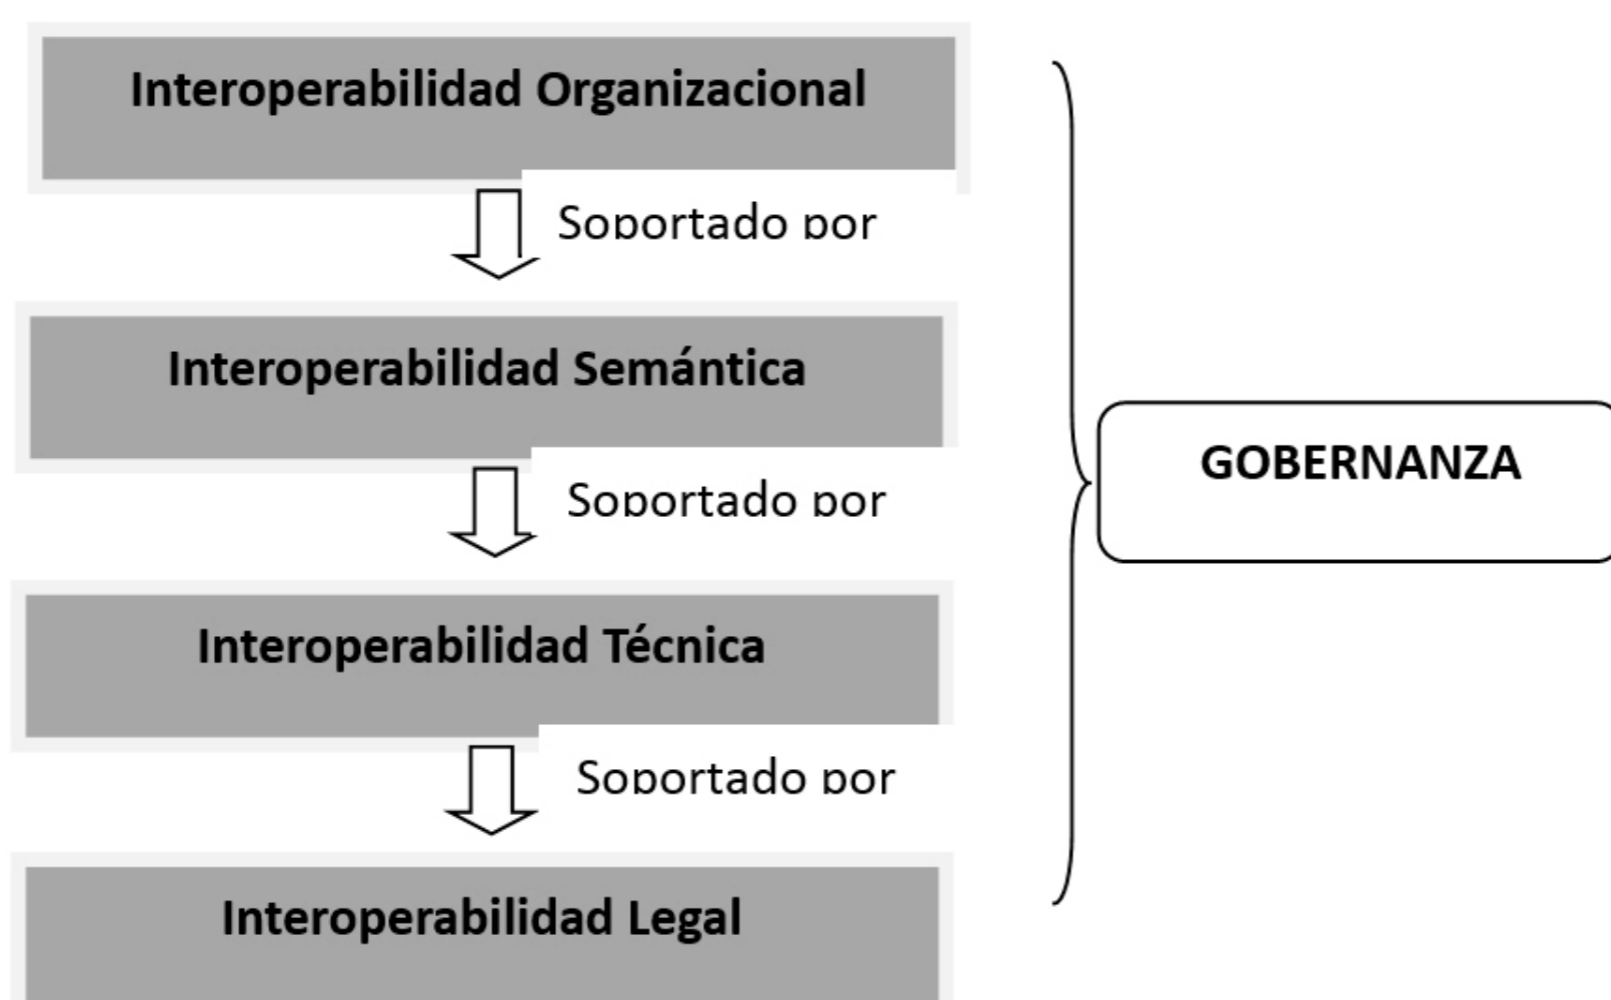 Interoperabilidad Organizacional
Soportado por
Interoperabilidad Semántica
Soportado por
GOBERNANZA
Interoperabilidad Técnica
Soportado por
Interoperabilidad Legal